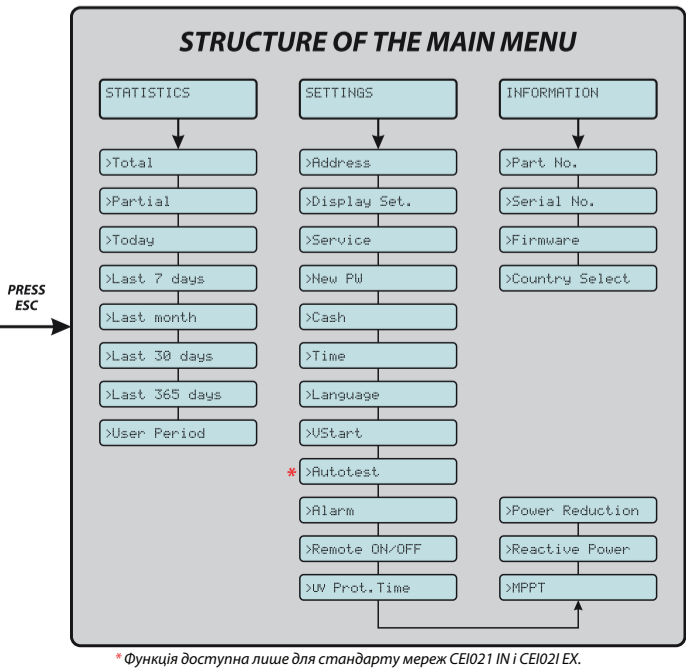 STRUCTURE OF THE MAIN MENU
PRESS
ESC
STATISTICS
>Total
>Partial
>Today
>Last 7 days
>Last month
>Last 30 days
>Last 365 days
>User Period
SETTINGS
>Address
>Display Set.
>Service
>New PW
>Cash
>Time
>Language
>VStart
* >Autotest
>Alarm
>Remote ON/OFF
>UV Prot.Time
INFORMATION
>Part No.
>Serial No.
>Firmware
>Country Select
>Power Reduction
>Reactive Power
>MPPT
* Функція доступна лише для стандарту мереж CEI021 IN і CEI02I EX.